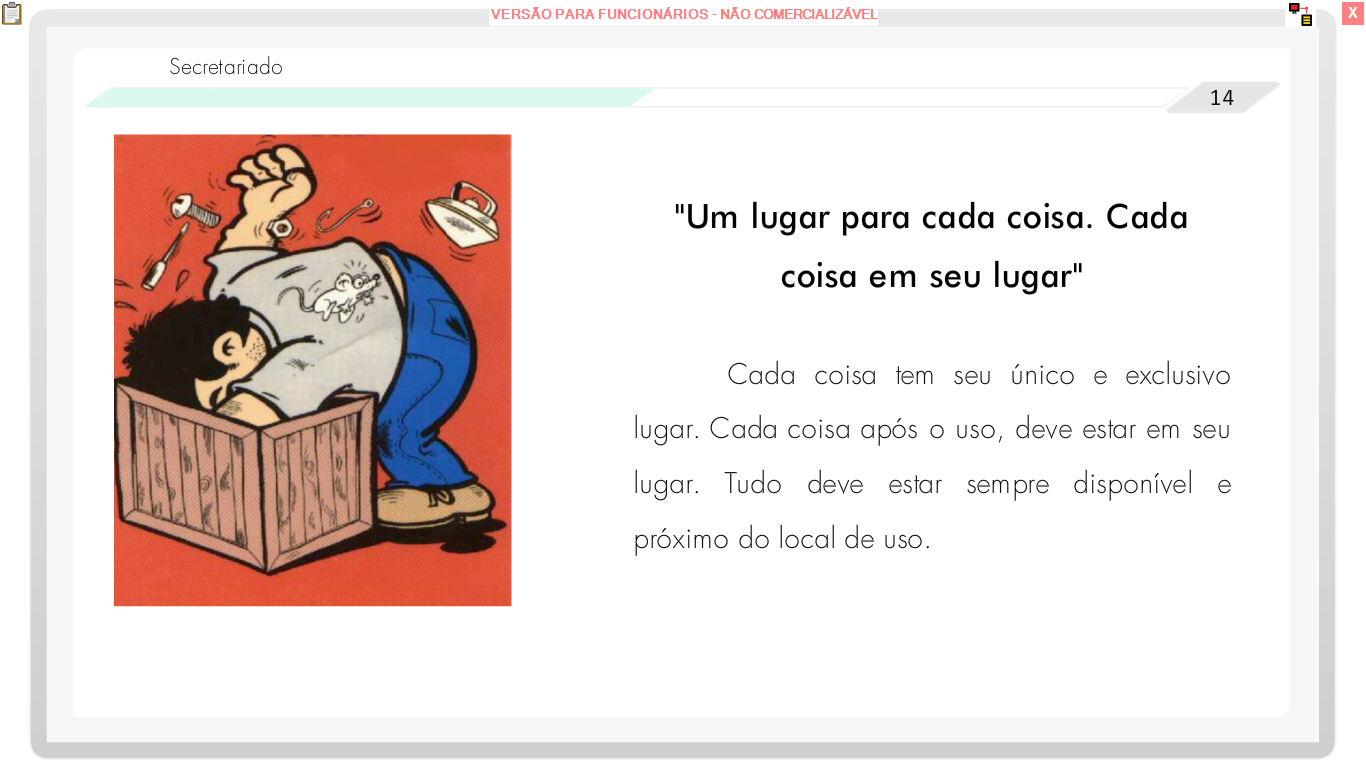 VERSÃO PARA FUNCIONÁRIOS - NÃO COMERCIALIZÁVEL
X
Secretariado
14
"Um lugar para cada coisa. Cada
coisa em seu lugar"
Cada coisa tem seu único e exclusivo
lugar. Cada coisa após o uso, deve estar em seu
lugar. Tudo deve estar sempre disponível e
próximo do local de uso.